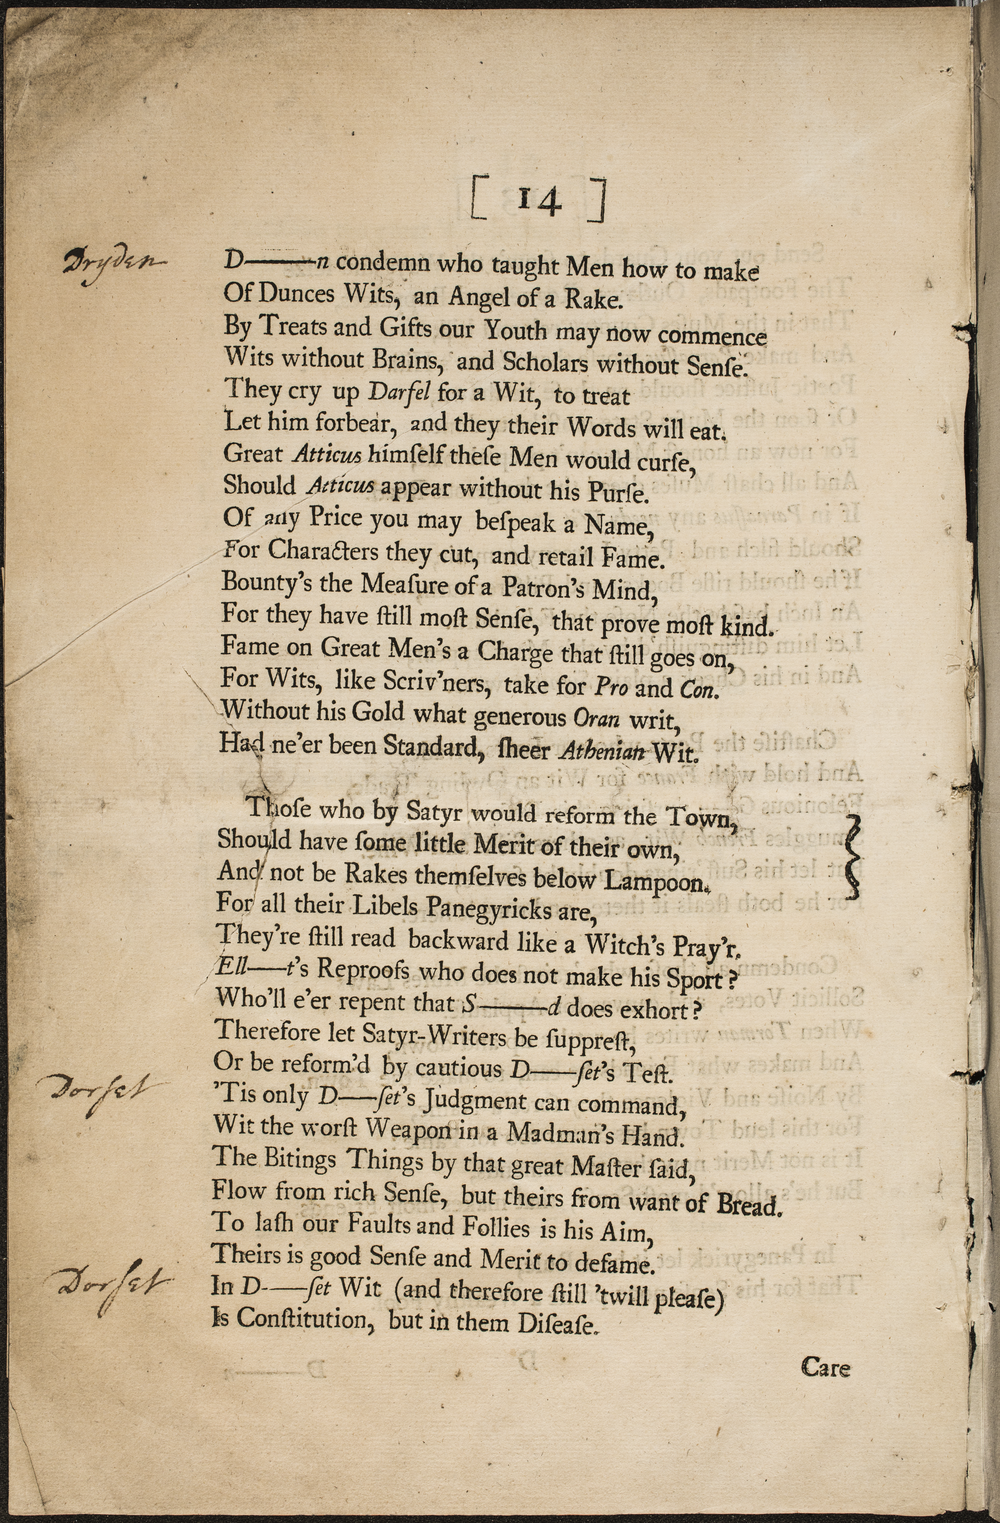 [ 14 ]
Dryden
D———n condemn who taught Men how to make
Of Dunces Wits, an Angel of a Rake.
By Treats and Gifts our Youth may now commence
Wits without Brains, and Scholars without Senſe.
They cry up Darfel for a Wit, to treat
Let him forbear, and they their Words will eat.
Great Atticus himſelf theſe Men would curſe,
Should Atticus appear without his Purſe.
Of any Price you may beſpeak a Name,
For Characters they cut, and retail Fame.
Bounty's the Meaſure of a Patron's Mind,
For they have ſtill moſt Senſe, that prove moſt kind.
Fame on Great Men's a Charge that ſtill goes on,
For Wits, like Scriv'ners, take for Pro and Con.
Without his Gold what generous Oran writ,
Had ne'er been Standard, ſheer Athenian Wit.
Thoſe who by Satyr would reform the Town,
Should have ſome little Merit of their own,
And not be Rakes themſelves below Lampoon.
For all their Libels Panegyricks are,
They're ſtill read backward like a Witch's Pray'r.
Ell——t's Reproofs who does not make his Sport?
Who'll e'er repent that S———d does exhort?
Therefore let Satyr-Writers be ſuppreſt,
Or be reform'd by cautious D——ſet's Teſt.
Dorſet
'Tis only D——ſet's Judgment can command,
Wit the worſt Weapon in a Madman's Hand.
The Bitings Things by that great Maſter ſaid,
Flow from rich Senſe, but theirs from want of Bread.
To laſh our Faults and Follies is his Aim,
Theirs is good Senſe and Merit to defame.
Dorſet
In D-——ſet Wit (and therefore ſtill 'twill pleaſe)
Is Conſtitution, but in them Diſeaſe.
Care